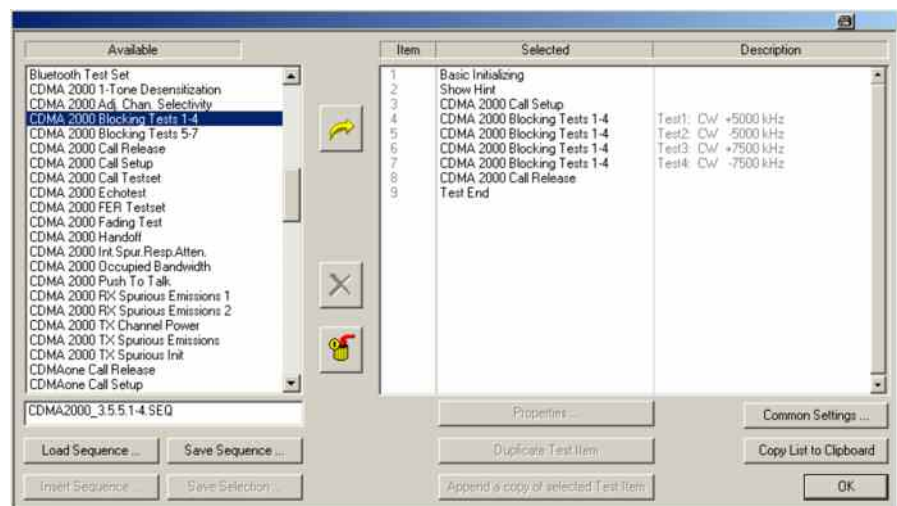 Available
Bluetooth Test Set
CDMA 2000 1-Tone Desensitization
CDMA 2000 Adj. Chan. Selectivity
CDMA 2000 Blocking Tests 1-4
CDMA 2000 Blocking Tests 5-7
CDMA 2000 Call Release
CDMA 2000 Call Setup
CDMA 2000 Call Testset
CDMA 2000 Echotest
CDMA 2000 FER Testset
CDMA 2000 Fading Test
CDMA 2000 Handoff
CDMA 2000 Int.Spur.Resp.Atten.
CDMA 2000 Occupied Bandwidth
CDMA 2000 Push To Talk
CDMA 2000 RX Spurious Emissions 1
CDMA 2000 RX Spurious Emissions 2
CDMA 2000 TX Channel Power
CDMA 2000 TX Spurious Emissions
CDMA 2000 TX Spurious Init
CDMAone Call Release
CDMAone Call Setup
CDMA2000_3.5.5.1-4.SEQ
Load Sequence ... Save Sequence ...
Insert Sequence ... Save Selection ...
Item Selected Description
1 Basic Initializing
2 Show Hint
3 CDMA 2000 Call Setup
4 CDMA 2000 Blocking Tests 1-4 Test1: CW +5000 kHz
5 CDMA 2000 Blocking Tests 1-4 Test2: CW -5000 kHz
6 CDMA 2000 Blocking Tests 1-4 Test3: CW +7500 kHz
7 CDMA 2000 Blocking Tests 1-4 Test4: CW -7500 kHz
8 CDMA 2000 Call Release
9 Test End
Properties ... Common Settings ...
Duplicate Test Item Copy List to Clipboard
Append a copy of selected Test Item OK